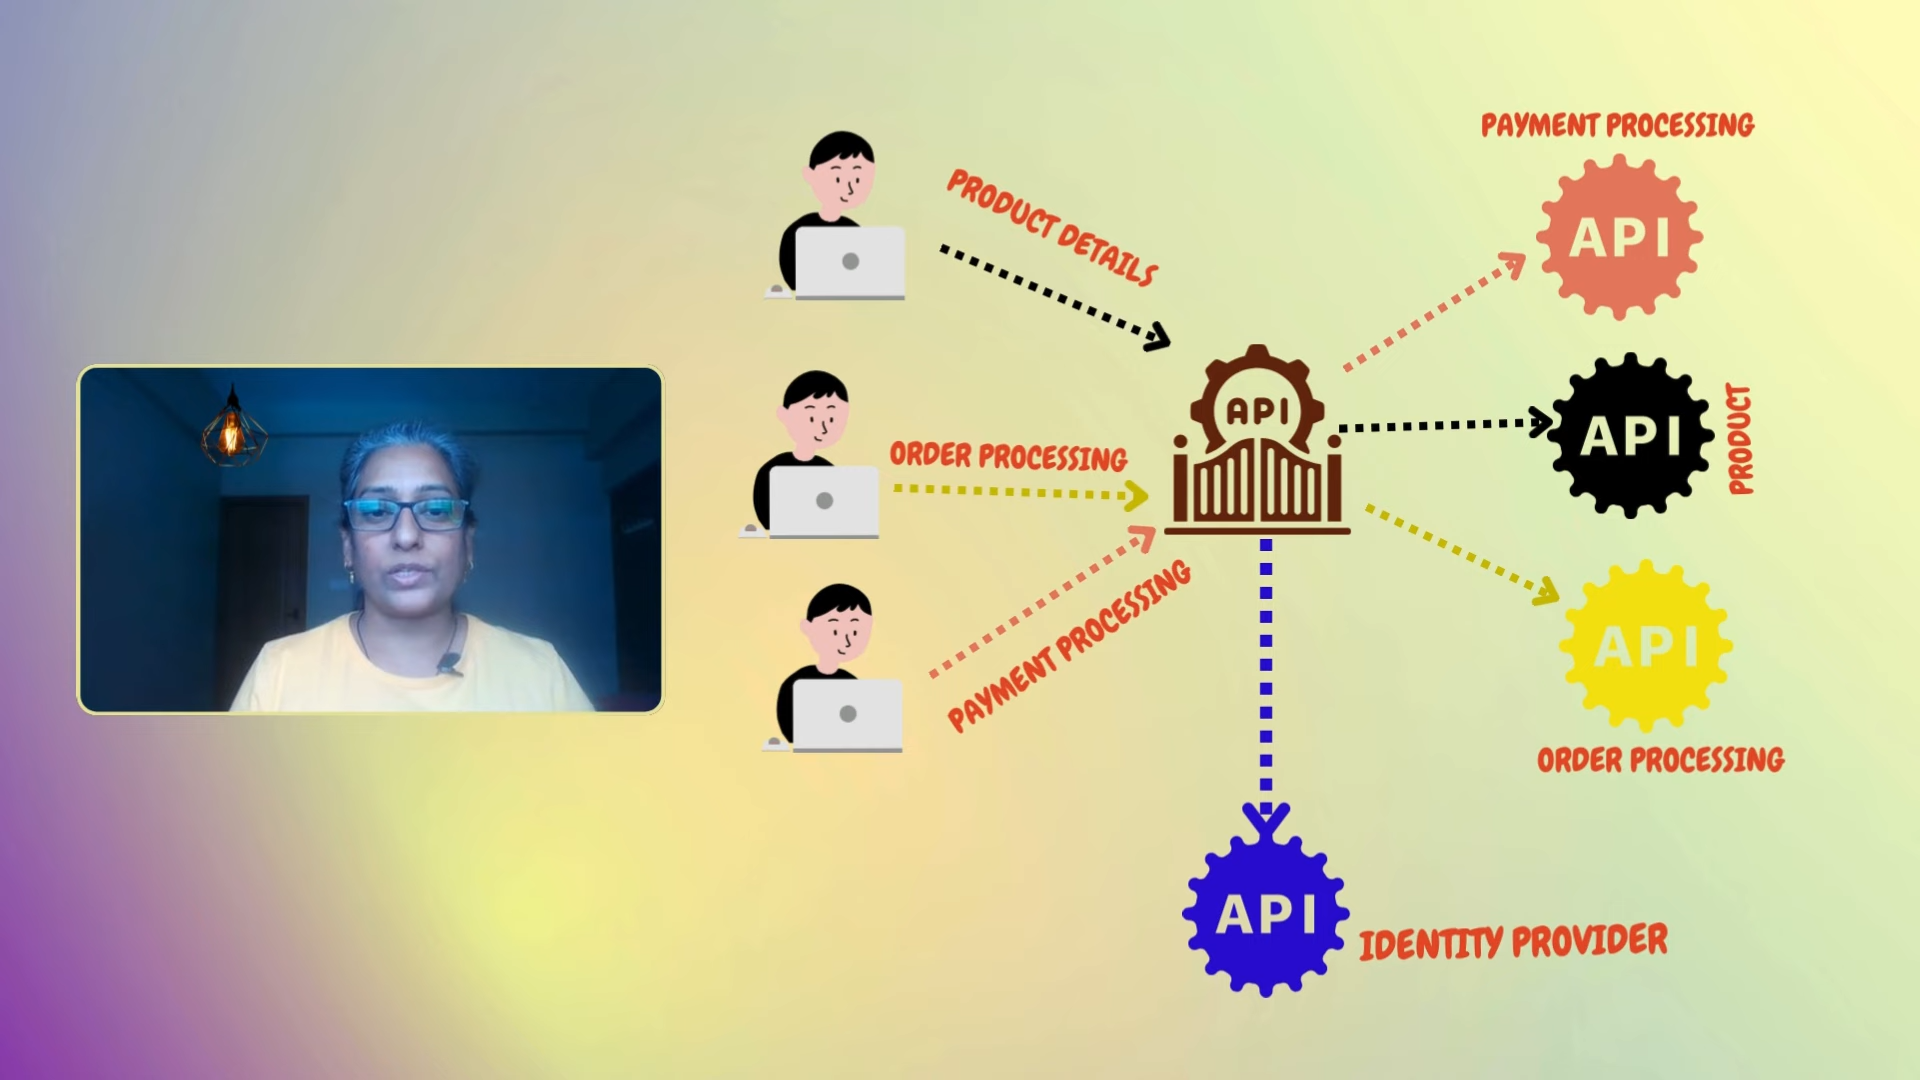 PAYMENT PROCESSING
API
PRODUCT DETAILS
API
API
PRODUCT
ORDER PROCESSING
PAYMENT PROCESSING
API
ORDER PROCESSING
API
IDENTITY PROVIDER